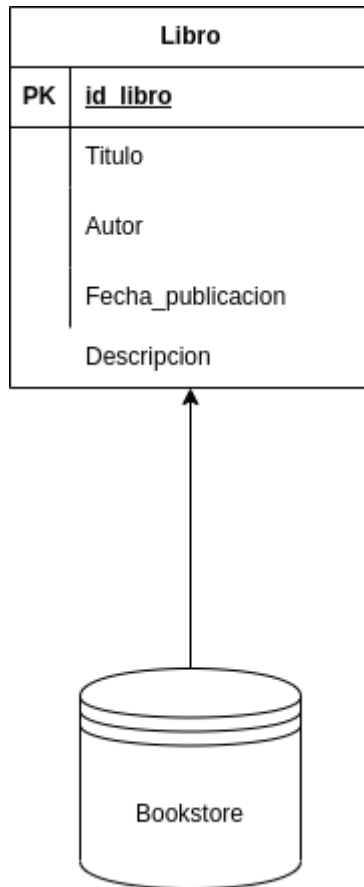 Libro
PK id_libro
Titulo
Autor
Fecha_publicacion
Descripcion
Bookstore